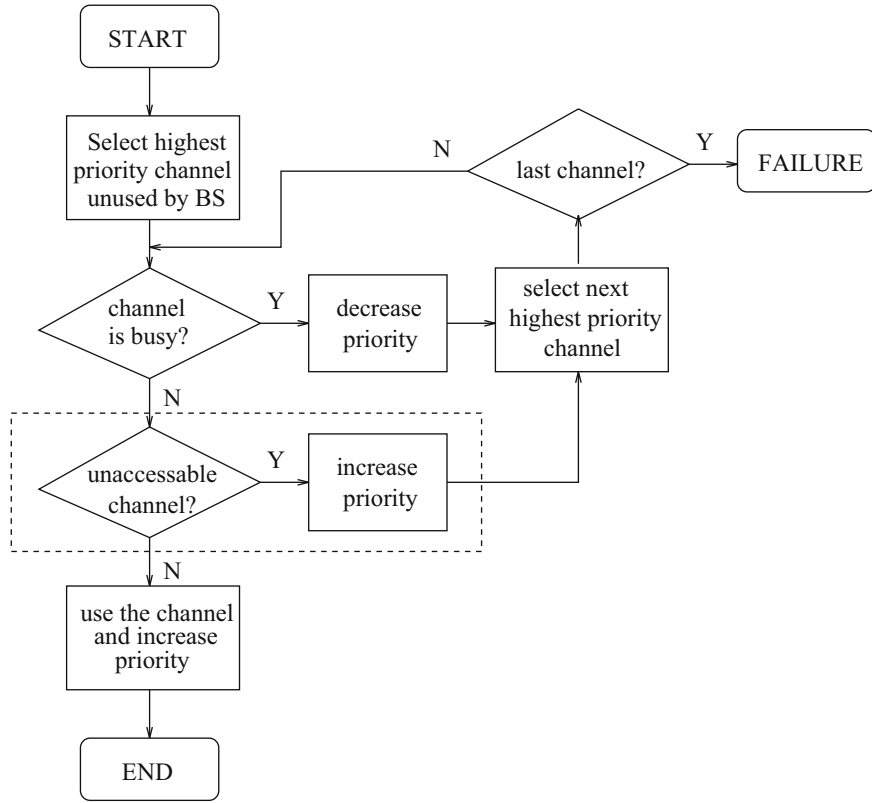 START
Select highest
priority channel
unused by BS
N
last channel?
Y
FAILURE
channel
is busy?
Y
decrease
priority
select next
highest priority
channel
N
unaccessable
channel?
Y
increase
priority
N
use the channel
and increase
priority
END